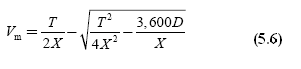 V_m = T/2X − √(T²/4X² − 3,600D/X) (5.6)